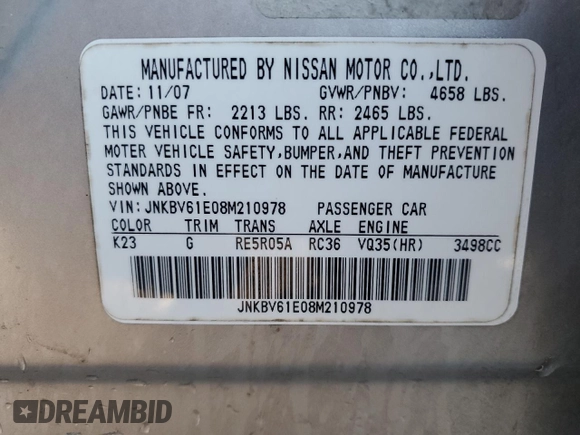 MANUFACTURED BY NISSAN MOTOR CO.,LTD.
DATE: 11/07 GVWR/PNBV: 4658 LBS.
GAWR/PNBE FR: 2213 LBS. RR: 2465 LBS.
THIS VEHICLE CONFORMS TO ALL APPLICABLE FEDERAL
MOTER VEHICLE SAFETY,BUMPER,AND THEFT PREVENTION
STANDARDS IN EFFECT ON THE DATE OF MANUFACTURE
SHOWN ABOVE.
VIN: JNKBV61E08M210978 PASSENGER CAR
COLOR TRIM TRANS AXLE ENGINE
K23 G RE5R05A RC36 VQ35(HR) 3498CC
JNKBV61E08M210978
DREAMBID